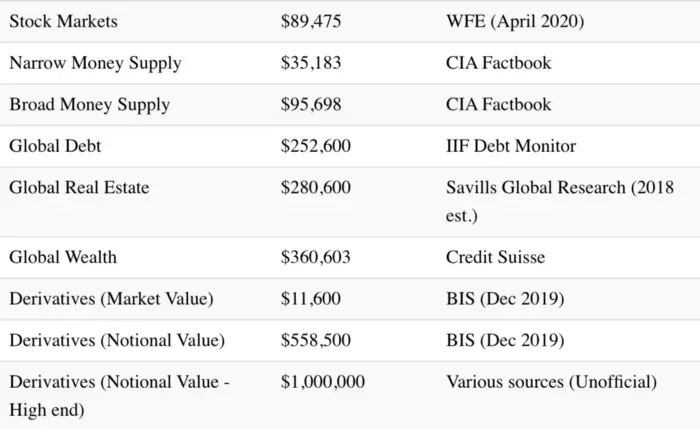 Stock Markets $89,475 WFE (April 2020)
Narrow Money Supply $35,183 CIA Factbook
Broad Money Supply $95,698 CIA Factbook
Global Debt $252,600 IIF Debt Monitor
Global Real Estate $280,600 Savills Global Research (2018
est.)
Global Wealth $360,603 Credit Suisse
Derivatives (Market Value) $11,600 BIS (Dec 2019)
Derivatives (Notional Value) $558,500 BIS (Dec 2019)
Derivatives (Notional Value - $1,000,000 Various sources (Unofficial)
High end)